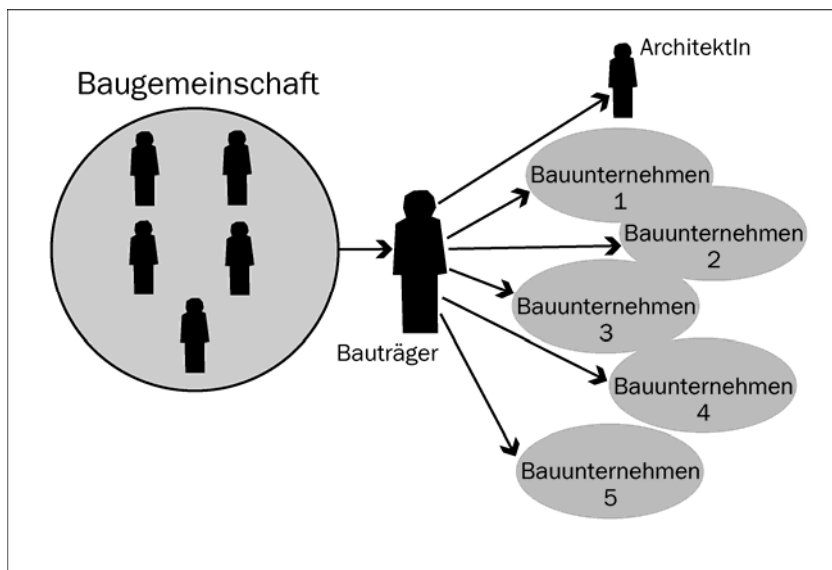 Baugemeinschaft
ArchitektIn
Bauunternehmen
1
Bauunternehmen
2
Bauunternehmen
3
Bauträger
Bauunternehmen
4
Bauunternehmen
5